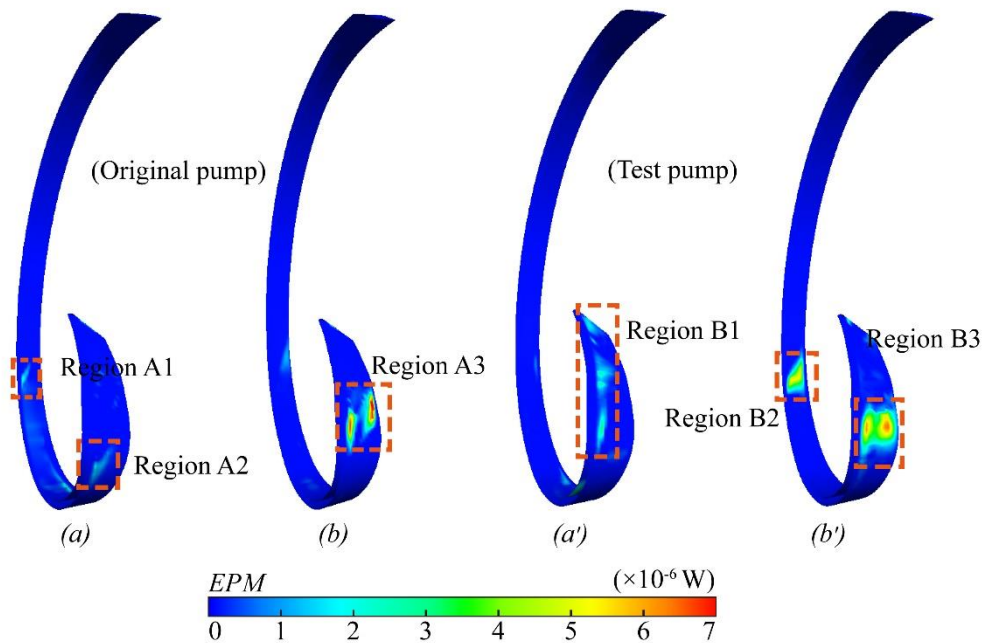 (Original pump)
(Test pump)
Region A1
Region A2
Region A3
Region B1
Region B2
Region B3
(a)
(b)
(a')
(b')
EPM
(×10⁻⁶ W)
0 1 2 3 4 5 6 7